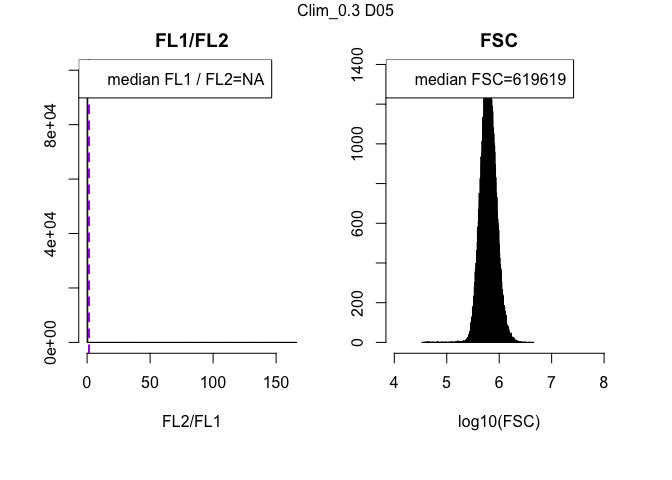 Clim_0.3 D05
FL1/FL2
median FL1 / FL2=NA
0e+00
4e+04
8e+04
0
50
100
150
FL2/FL1
FSC
median FSC=619619
0
200
600
1000
1400
4
5
6
7
8
log10(FSC)